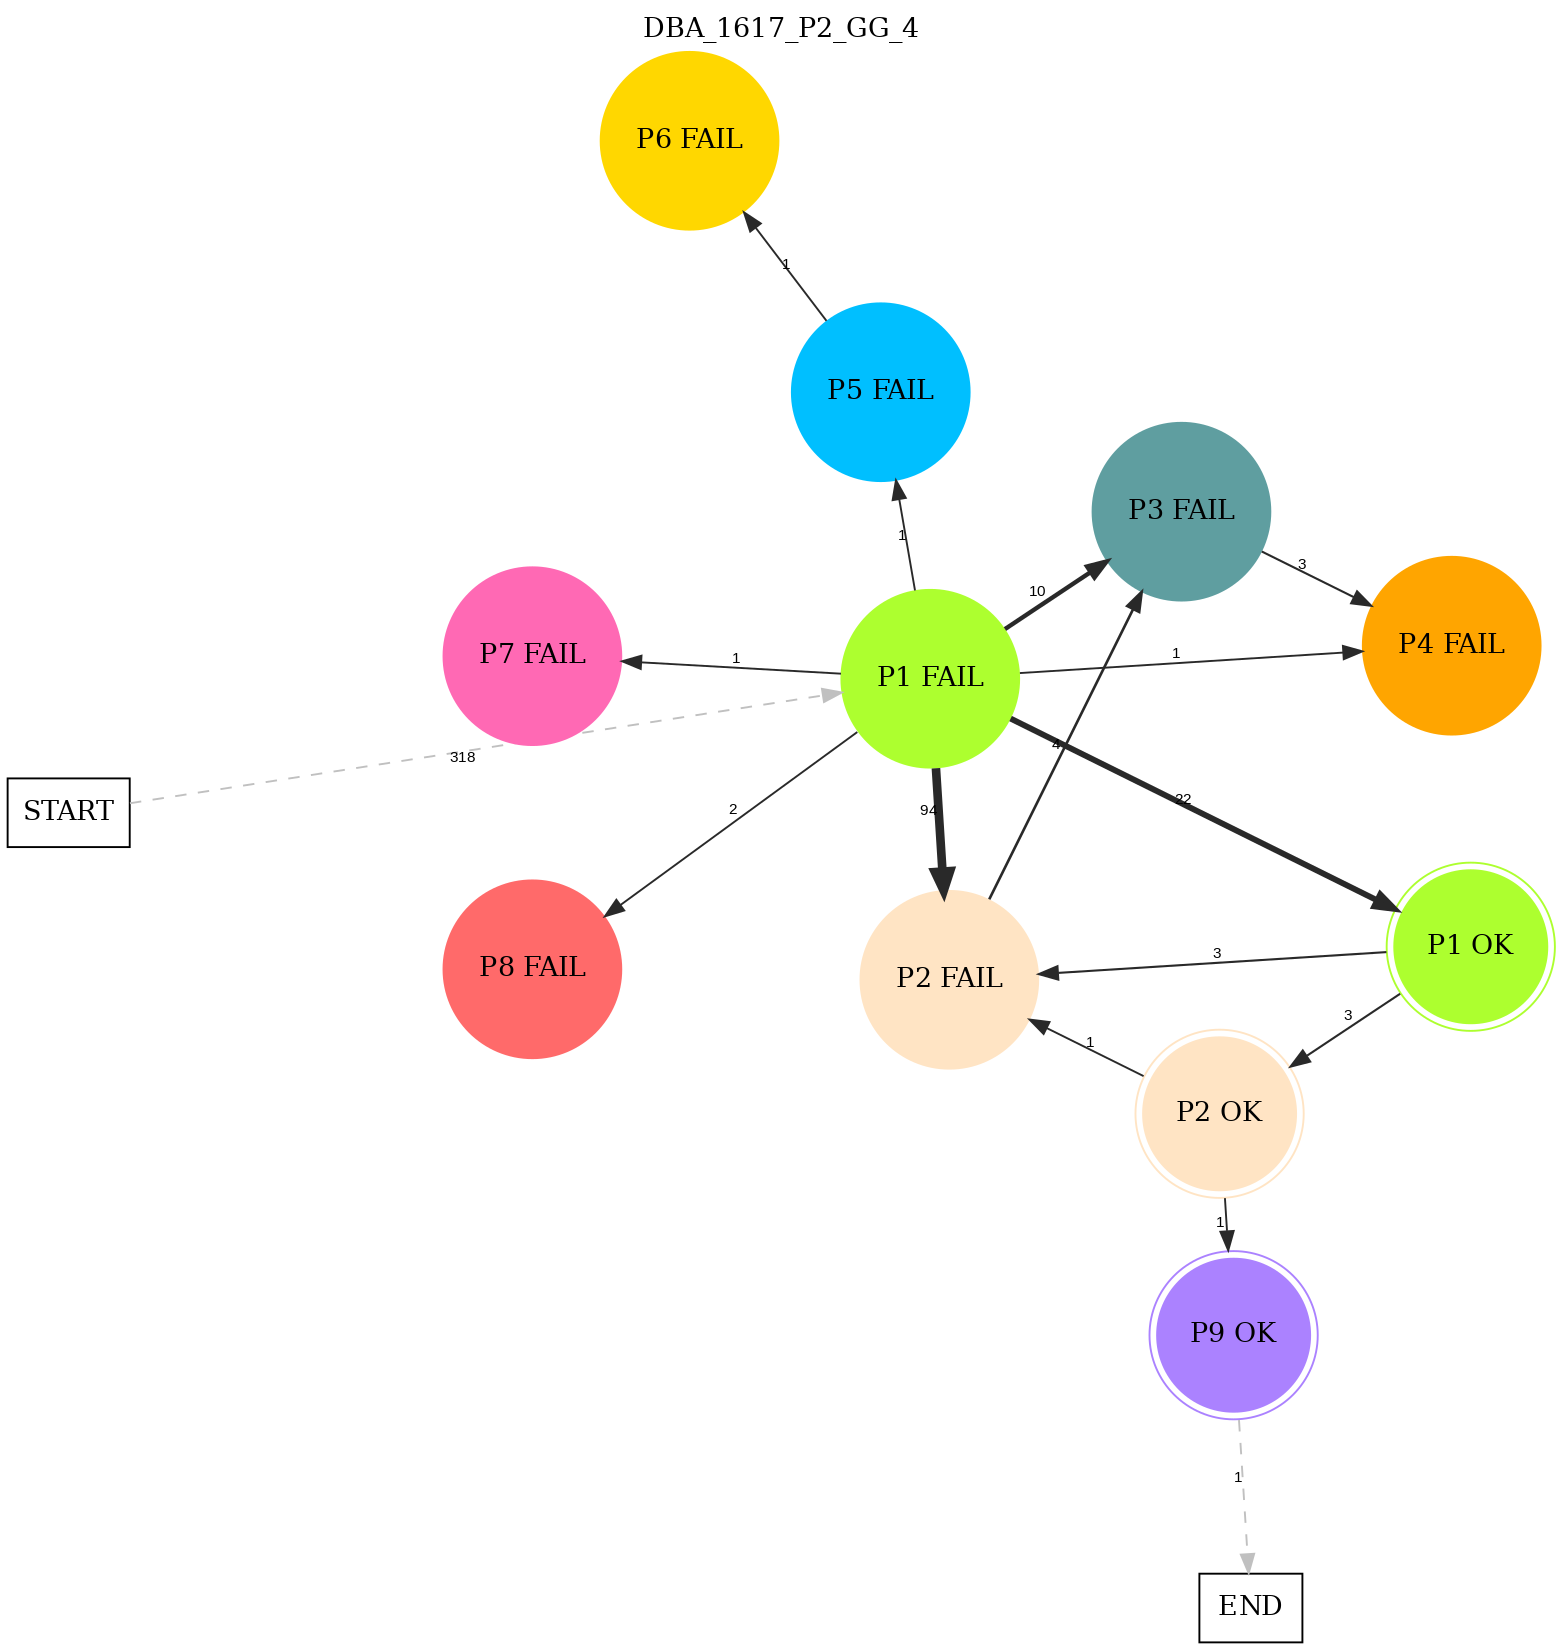 DBA_1617_P2_GG_4
P6 FAIL
1
P5 FAIL
P3 FAIL
1
3
10
P7 FAIL
1
P1 FAIL
1
P4 FAIL
4
318
START
2
94
22
P1 OK
P8 FAIL
P2 FAIL
3
3
1
P2 OK
1
P9 OK
1
END